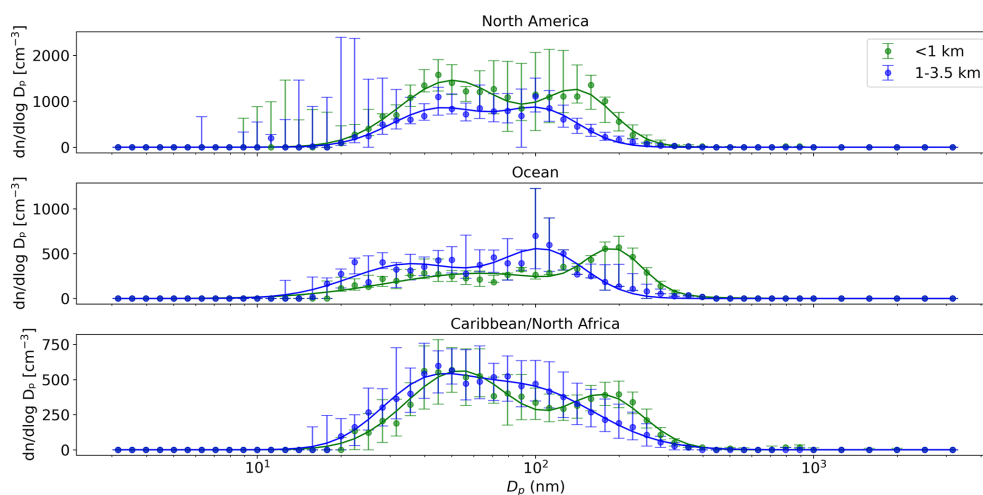 North America
dn/dlog Dₚ [cm⁻³]
2000
1000
0
<1 km
1-3.5 km
Ocean
dn/dlog Dₚ [cm⁻³]
1000
500
0
Caribbean/North Africa
dn/dlog Dₚ [cm⁻³]
750
500
250
0
10¹ 10² 10³
Dₚ (nm)